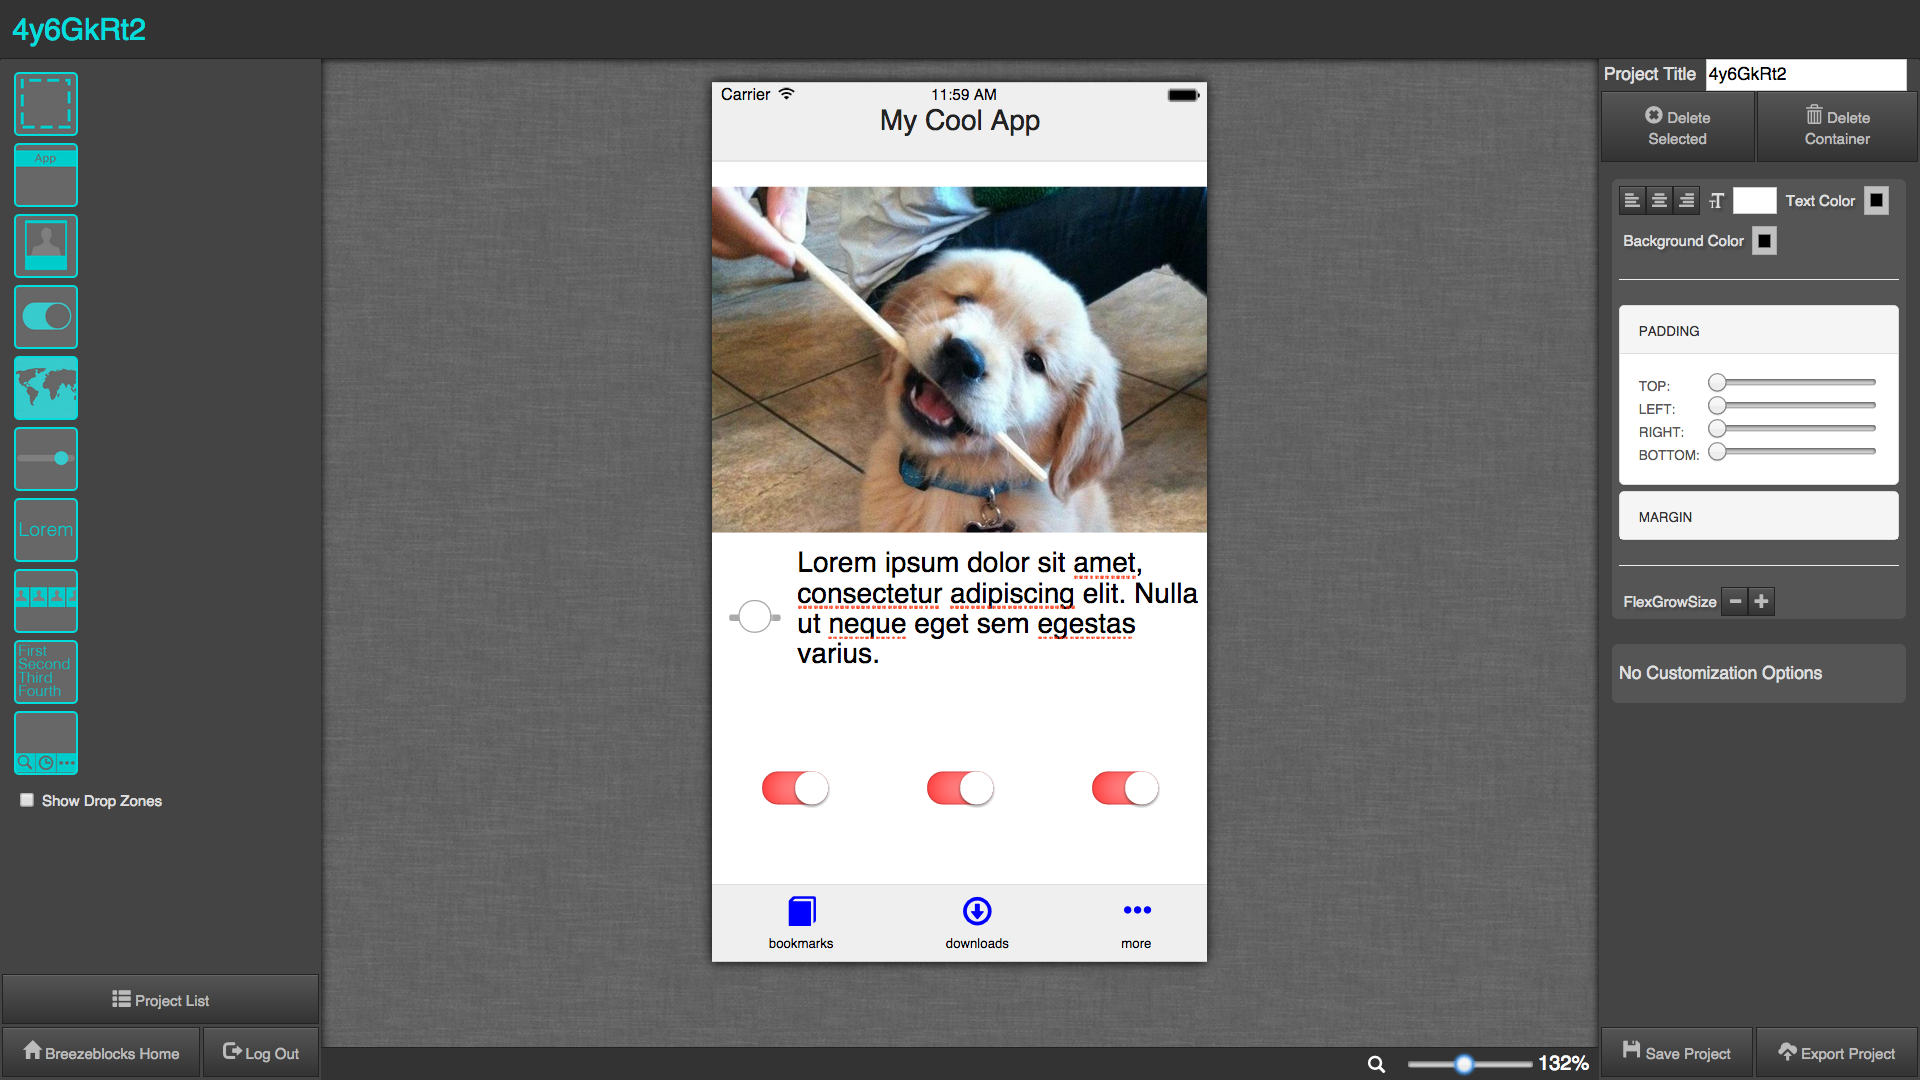 4y6GkRt2
App
Lorem
First
Second
Third
Fourth
Show Drop Zones
Project List
Breezeblocks Home
Log Out
Carrier 11:59 AM
My Cool App
Lorem ipsum dolor sit amet,
consectetur adipiscing elit. Nulla
ut neque eget sem egestas
varius.
bookmarks downloads more
132%
Project Title 4y6GkRt2
Delete
Selected
Delete
Container
Text Color
Background Color
PADDING
TOP:
LEFT:
RIGHT:
BOTTOM:
MARGIN
FlexGrowSize
No Customization Options
Save Project
Export Project